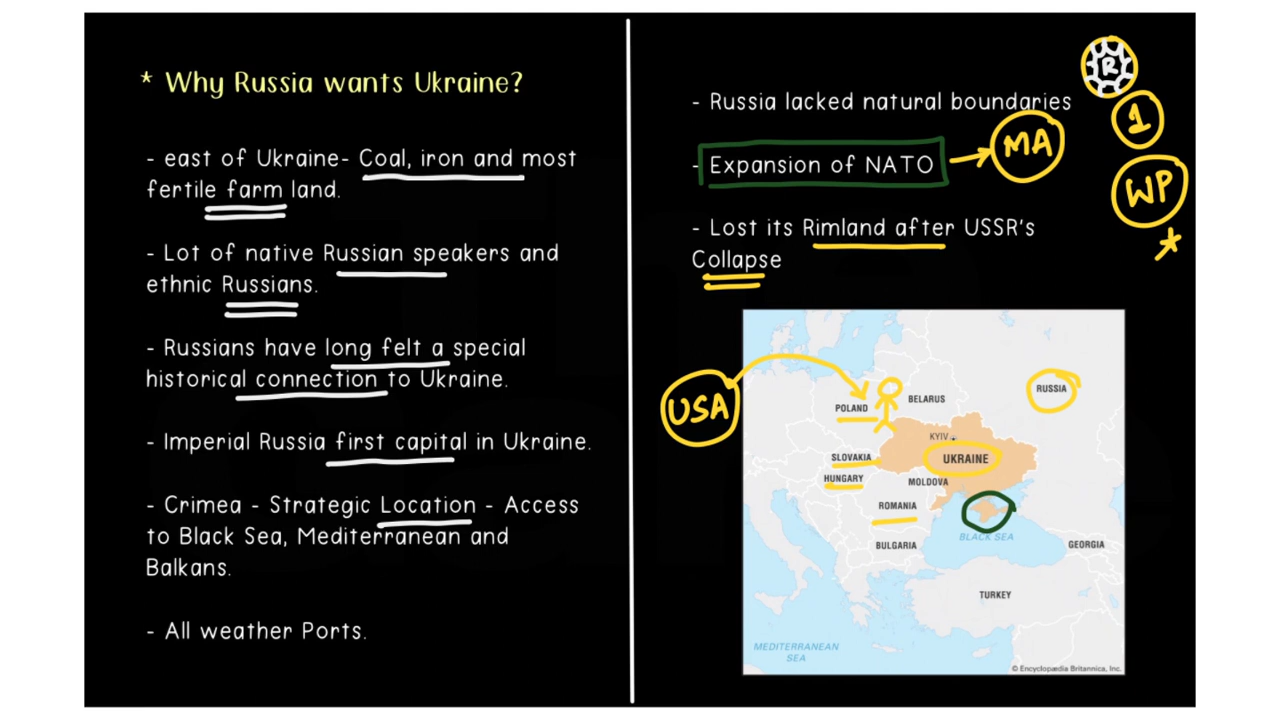 * Why Russia wants Ukraine?
- east of Ukraine- Coal, iron and most
fertile farm land.
- Lot of native Russian speakers and
ethnic Russians.
- Russians have long felt a special
historical connection to Ukraine.
- Imperial Russia first capital in Ukraine.
- Crimea - Strategic Location - Access
to Black Sea, Mediterranean and
Balkans.
- All weather Ports.
R
- Russia lacked natural boundaries
1
- Expansion of NATO
MA
WP
*
- Lost its Rimland after USSR's
Collapse
USA
RUSSIA
POLAND
BELARUS
KYIV
UKRAINE
SLOVAKIA
HUNGARY
MOLDOVA
ROMANIA
BLACK SEA
BULGARIA
GEORGIA
TURKEY
MEDITERRANEAN
SEA
© Encyclopædia Britannica, Inc.